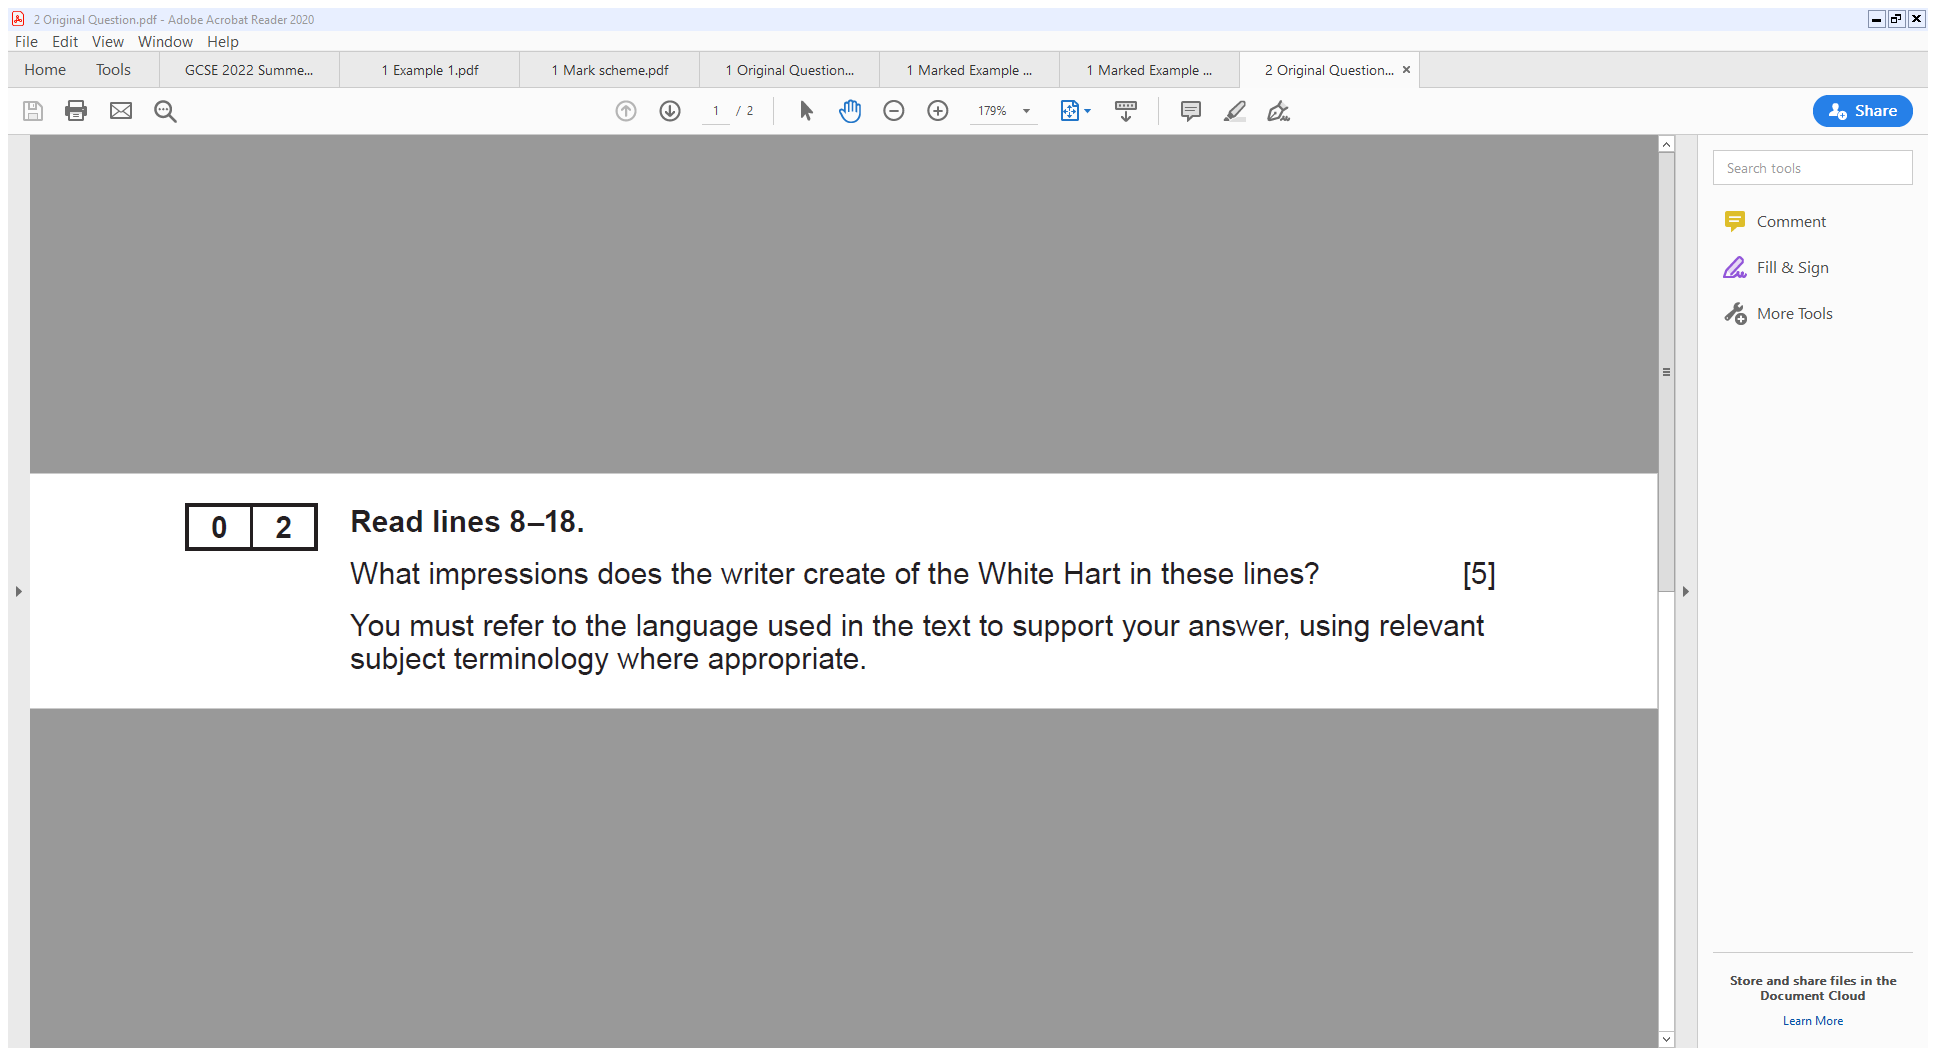 2 Original Question.pdf - Adobe Acrobat Reader 2020
File Edit View Window Help
Home Tools GCSE 2022 Summe... 1 Example 1.pdf 1 Mark scheme.pdf 1 Original Question... 1 Marked Example ... 1 Marked Example ... 2 Original Question... ×
1 / 2 179% Share
Search tools
Comment
Fill & Sign
More Tools
0 2 Read lines 8–18.
What impressions does the writer create of the White Hart in these lines? [5]
You must refer to the language used in the text to support your answer, using relevant
subject terminology where appropriate.
Store and share files in the
Document Cloud
Learn More